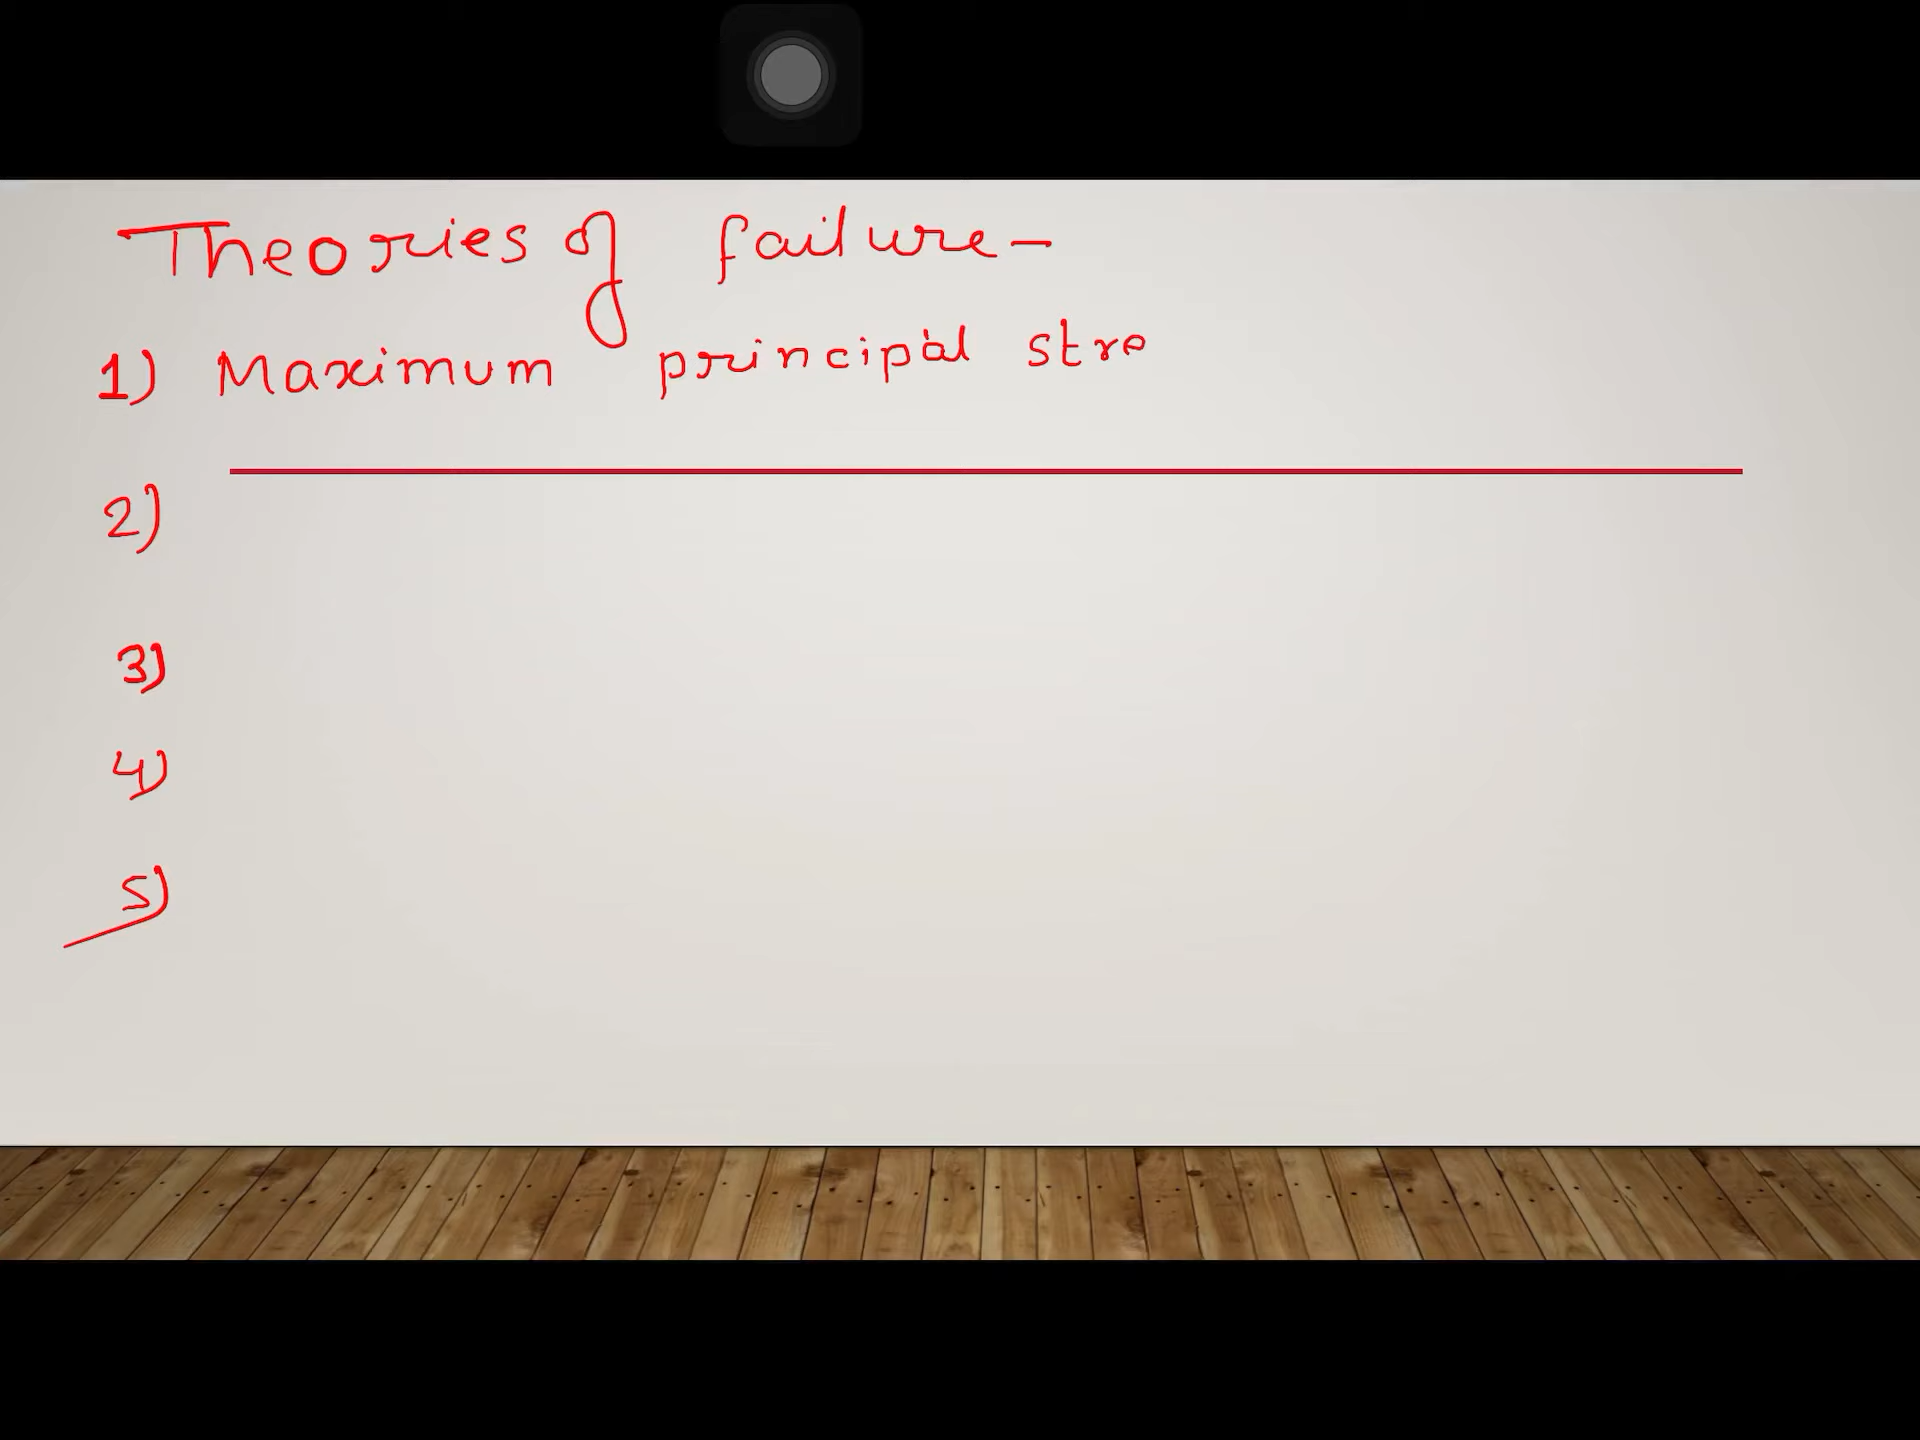 Theories of failure-
1) Maximum principal stre
2)
3)
4)
5)